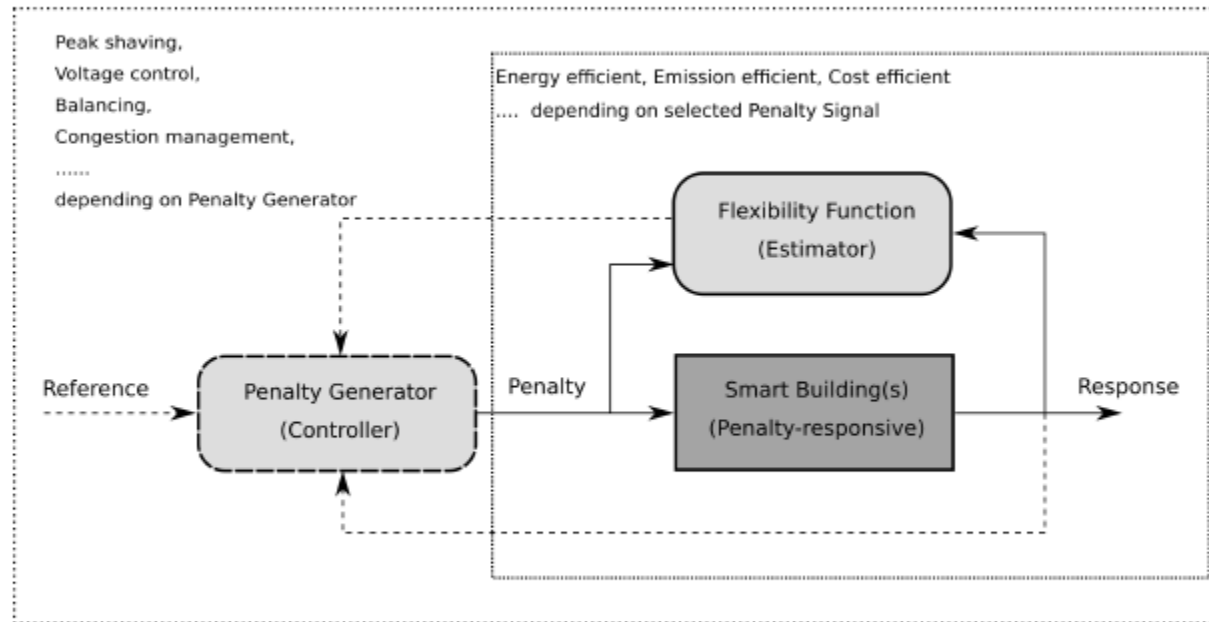 Peak shaving,
Voltage control,
Balancing,
Congestion management,
......
depending on Penalty Generator
Energy efficient, Emission efficient, Cost efficient
.... depending on selected Penalty Signal
Flexibility Function
(Estimator)
Reference
Penalty Generator
(Controller)
Penalty
Smart Building(s)
(Penalty-responsive)
Response